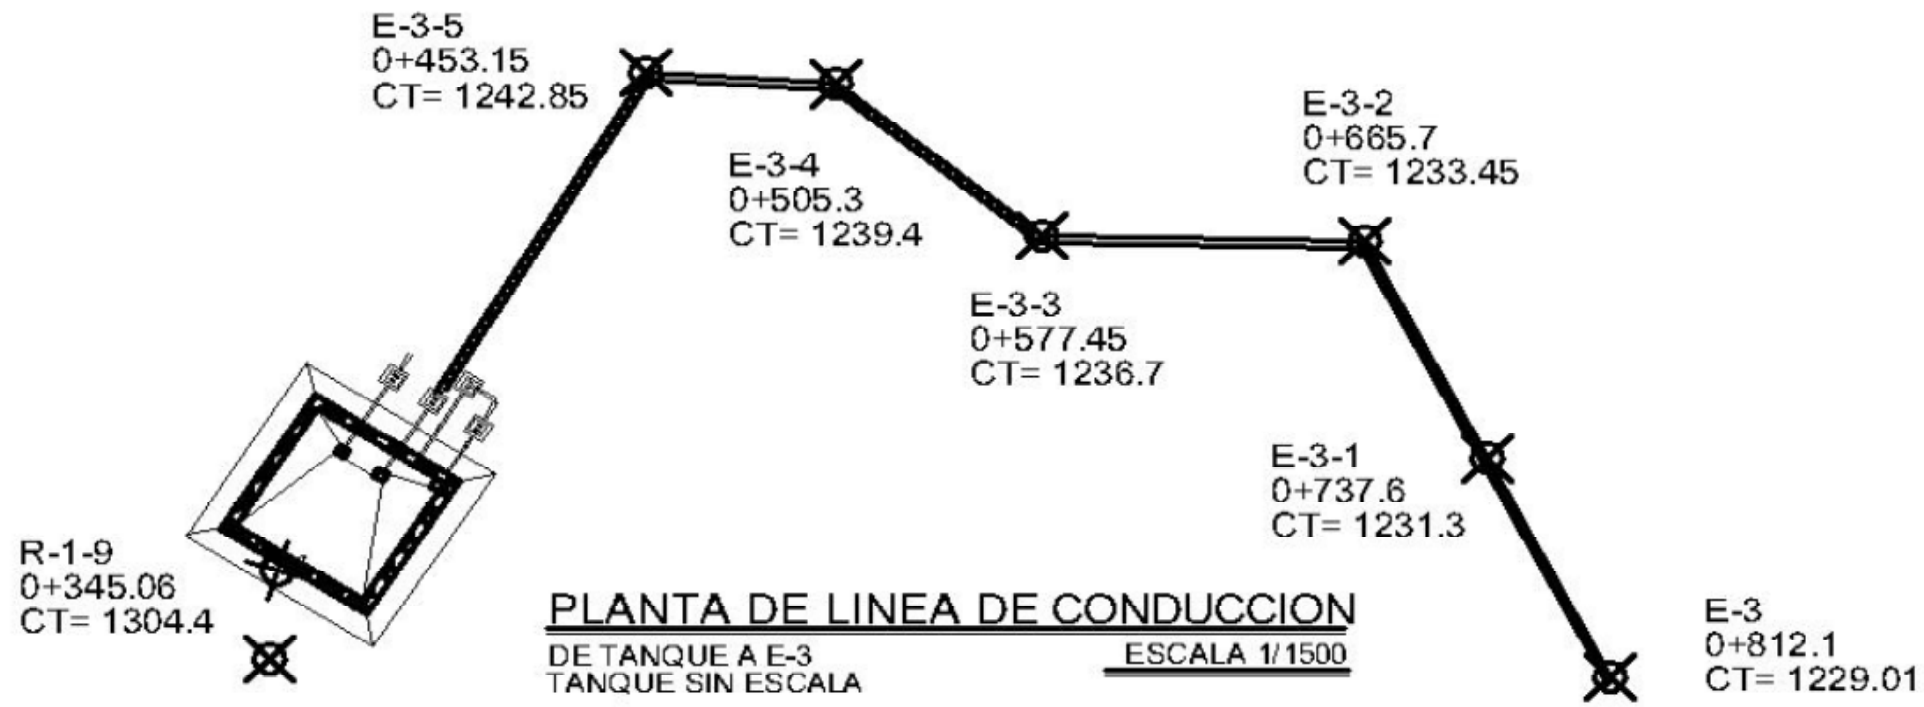 E-3-5
0+453.15
CT= 1242.85
E-3-4
0+505.3
CT= 1239.4
E-3-2
0+665.7
CT= 1233.45
E-3-3
0+577.45
CT= 1236.7
E-3-1
0+737.6
CT= 1231.3
R-1-9
0+345.06
CT= 1304.4
PLANTA DE LINEA DE CONDUCCION
DE TANQUE A E-3
TANQUE SIN ESCALA
ESCALA 1/1500
E-3
0+812.1
CT= 1229.01